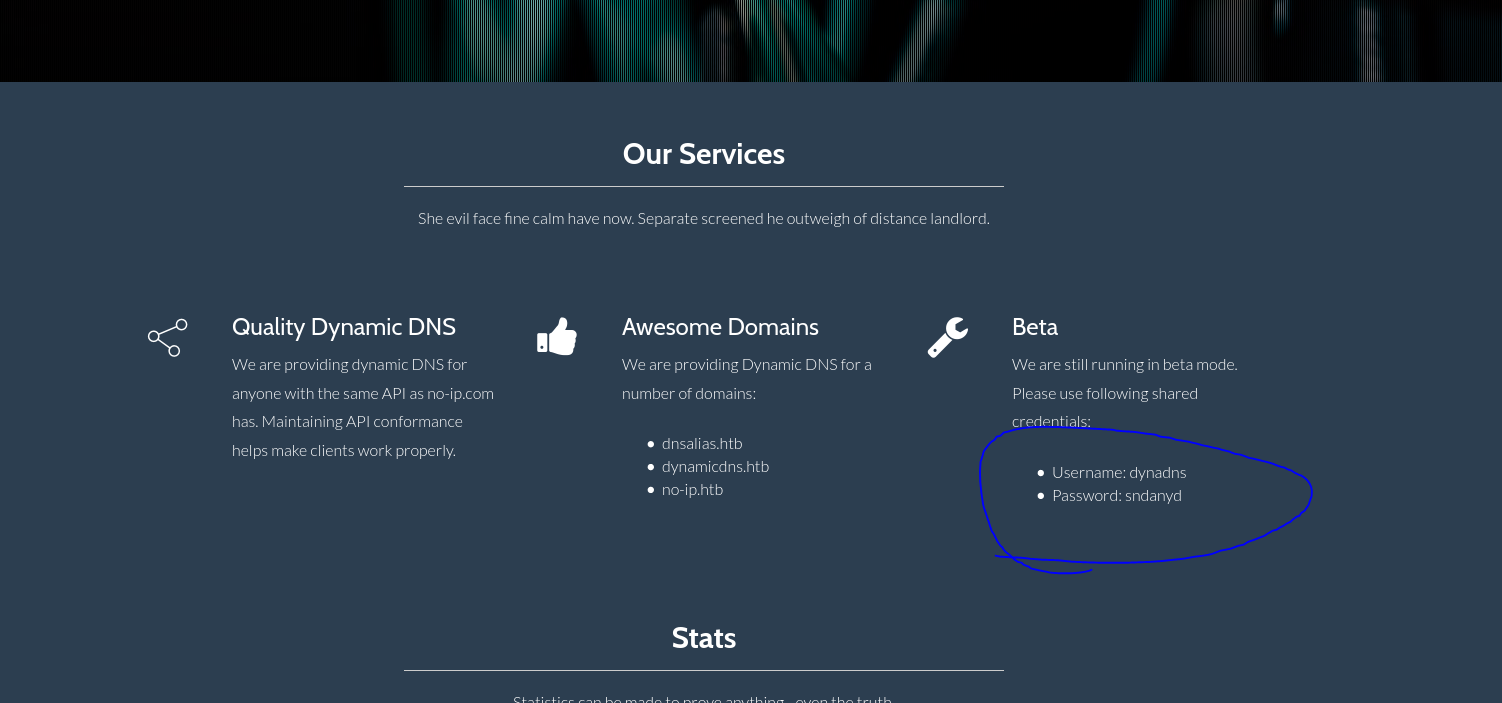 Our Services
She evil face fine calm have now. Separate screened he outweigh of distance landlord.
Quality Dynamic DNS
We are providing dynamic DNS for
anyone with the same API as no-ip.com
has. Maintaining API conformance
helps make clients work properly.
Awesome Domains
We are providing Dynamic DNS for a
number of domains:
• dnsalias.htb
• dynamicdns.htb
• no-ip.htb
Beta
We are still running in beta mode.
Please use following shared
credentials:
• Username: dynadns
• Password: sndanyd
Stats
Statistics can be made to prove anything - even the truth.